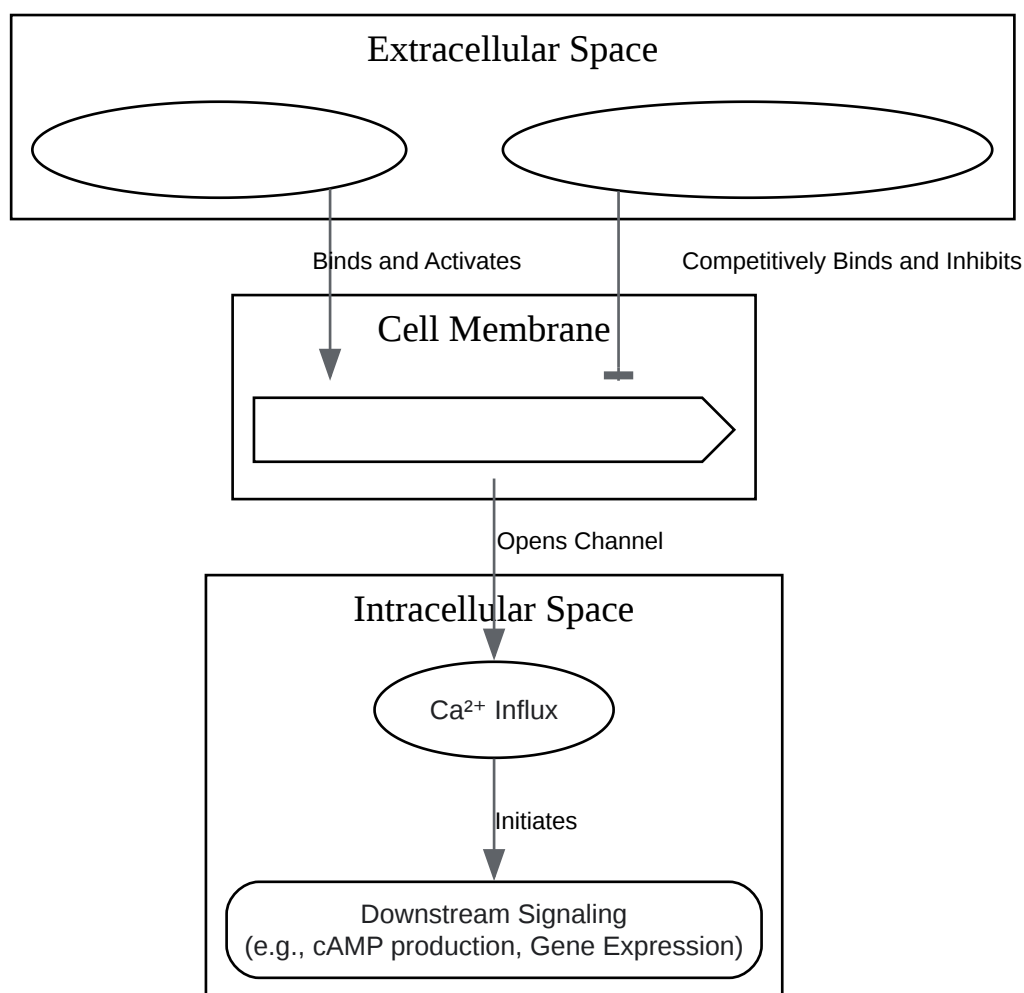 Extracellular Space
Binds and Activates
Competitively Binds and Inhibits
Cell Membrane
Opens Channel
Intracellular Space
Ca²⁺ Influx
Initiates
Downstream Signaling
(e.g., cAMP production, Gene Expression)